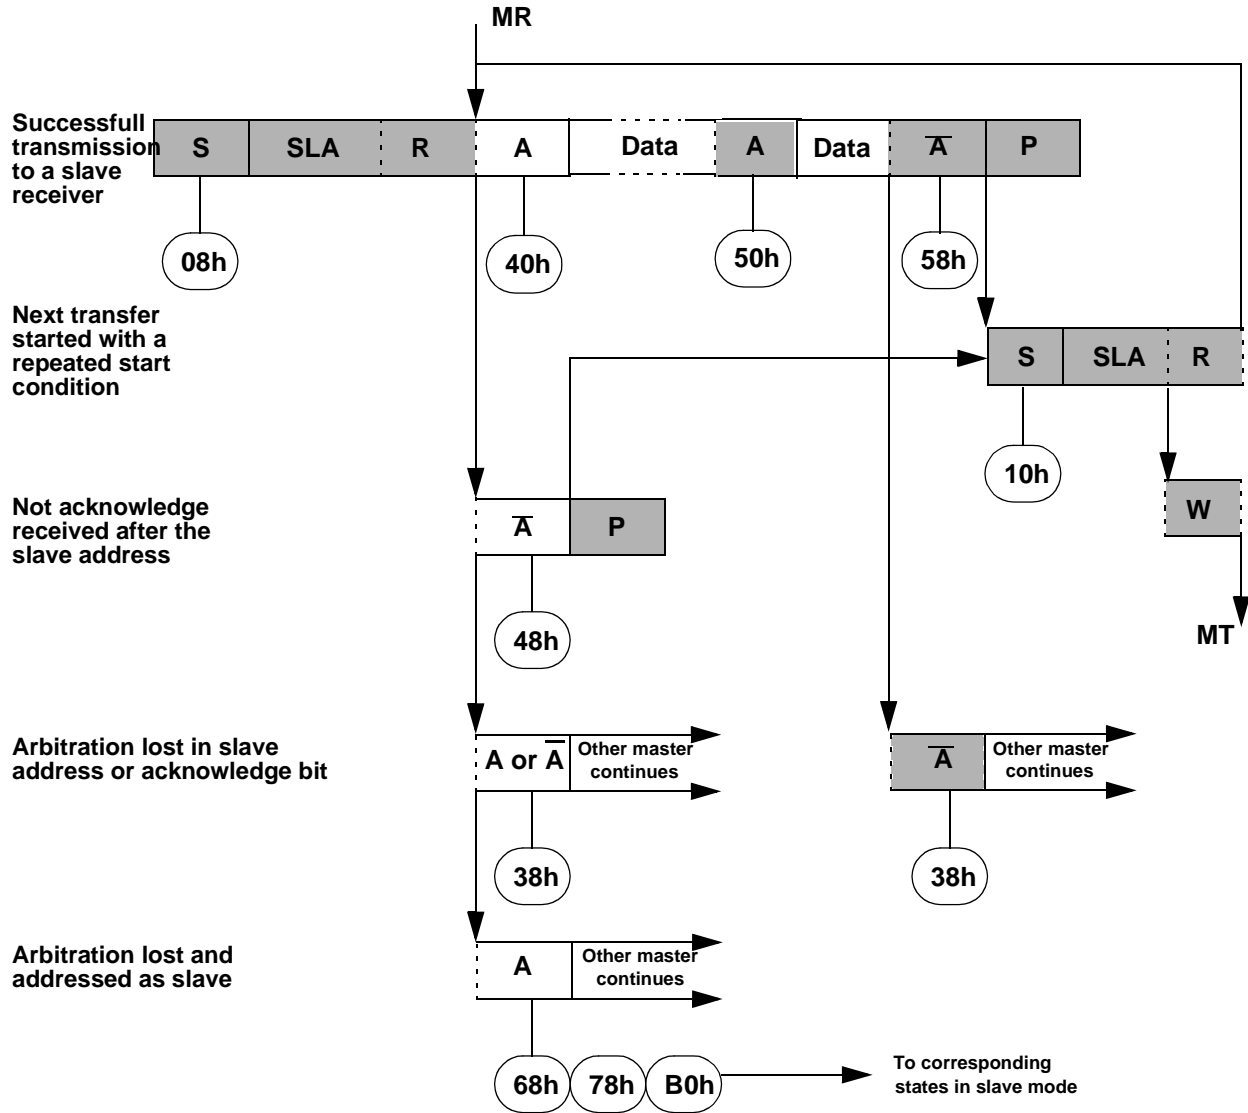 MR
Successfull
transmission
to a slave
receiver
S SLA R A Data A Data A̅ P
08h 40h 50h 58h
Next transfer
started with a
repeated start
condition
S SLA R
10h
Not acknowledge
received after the
slave address
A̅ P
W
48h
MT
Arbitration lost in slave
address or acknowledge bit
A or A̅
Other master
continues
A̅
Other master
continues
38h 38h
Arbitration lost and
addressed as slave
A
Other master
continues
68h 78h B0h
To corresponding
states in slave mode